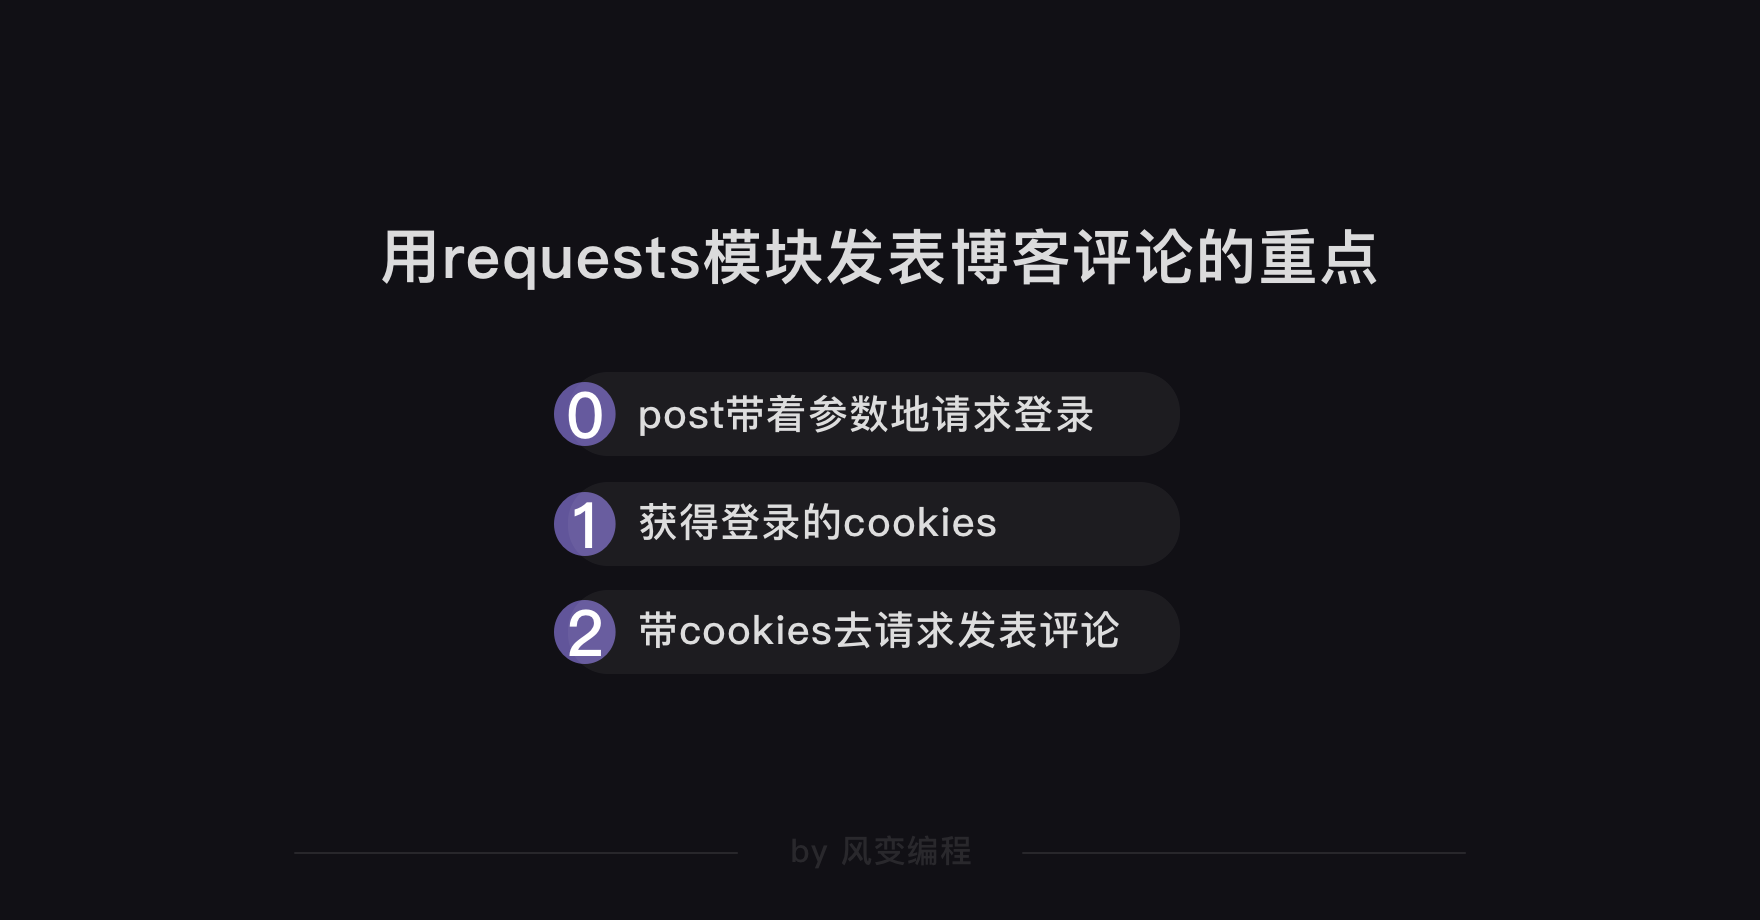 用requests模块发表博客评论的重点
0 post带着参数地请求登录
1 获得登录的cookies
2 带cookies去请求发表评论
by 风变编程